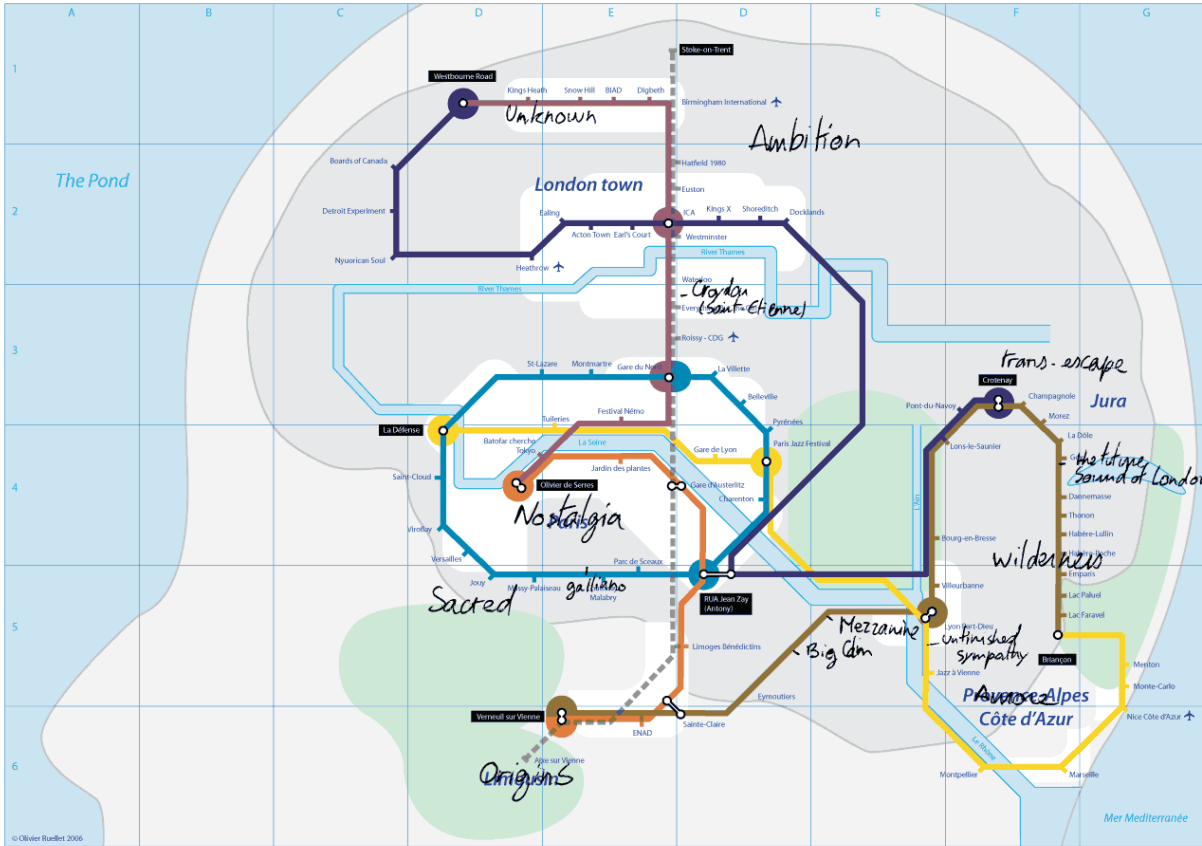 A B C D E D E F G
1
Stoke-on-Trent
Westbourne Road
Kings Heath Snow Hill BIAD Digbeth
Birmingham International
Unknown
Ambition
Boards of Canada
Hatfield 1980
The Pond
London town
Euston
2
Detroit Experiment
Ealing
ICA Kings X Shoreditch Docklands
Acton Town Earl's Court
Westminster
Nyuorican Soul
Heathrow
River Thames
River Thames
Waterloo
Croydon
(Saint-Etienne)
3
Roissy - CDG
St-Lazare Montmartre Gare du Nord
La Villette
trans-escape
Crotenay
Belleville
Pont-du-Navoy
Champagnole
Jura
Morez
Festival Némo
Tuileries
Pyrénées
La Défense
Batofar cherche
Tokyo
La Seine
Gare de Lyon
Paris Jazz Festival
Lons-le-Saunier
La Dôle
the future
Sound of London
Saint-Cloud
Jardin des plantes
4
Olivier de Serres
Gare d'Austerlitz
Charenton
L'Ain
Dannemasse
Nostalgia
Paris
Thonon
Viroflay
Habère-Lullin
Bourg-en-Bresse
Versailles
Parc de Sceaux
Wilderness
Habère-Poche
Emparis
Jouy
Massy-Palaiseau
galliano
Malabry
RUA Jean Zay
(Antony)
Villeurbanne
Lac Paluel
Sacred
Lac Faravel
5
Mezzanine
Lyon Part-Dieu
unfinished
sympathy
Limoges Bénédictins
Big Calm
Briançon
Menton
Jazz à Vienne
Eymoutiers
Provence-Alpes
Côte d'Azur
Monte-Carlo
Verneuil sur Vienne
Sainte-Claire
Nice Côte d'Azur
ENAD
Le Rhône
Aixe sur Vienne
6
Origins
Limousin
Montpellier Marseille
Mer Mediterranée
© Olivier Ruellet 2006